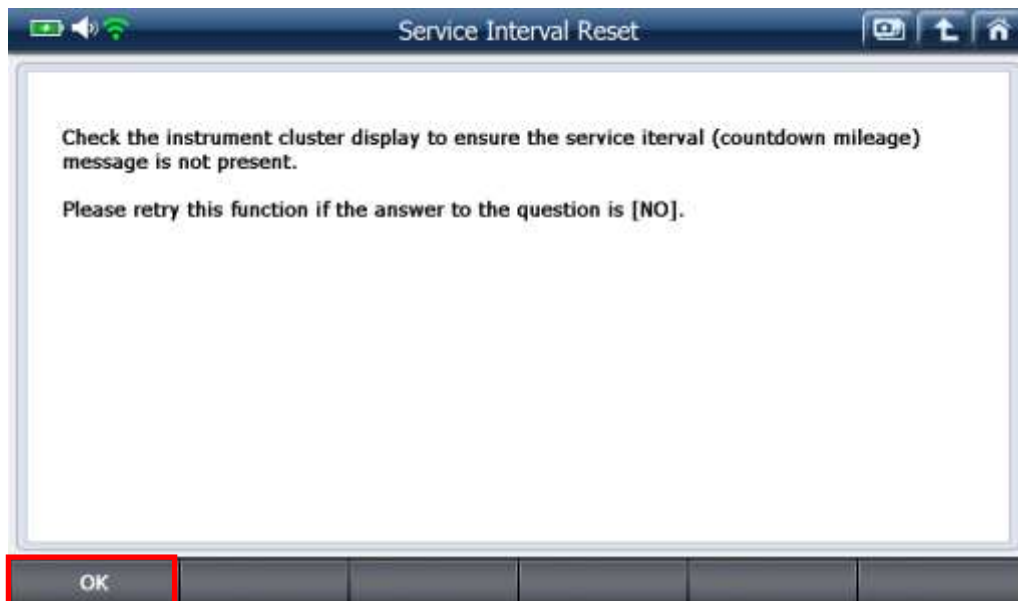 Service Interval Reset
Check the instrument cluster display to ensure the service iterval (countdown mileage)
message is not present.
Please retry this function if the answer to the question is [NO].
OK